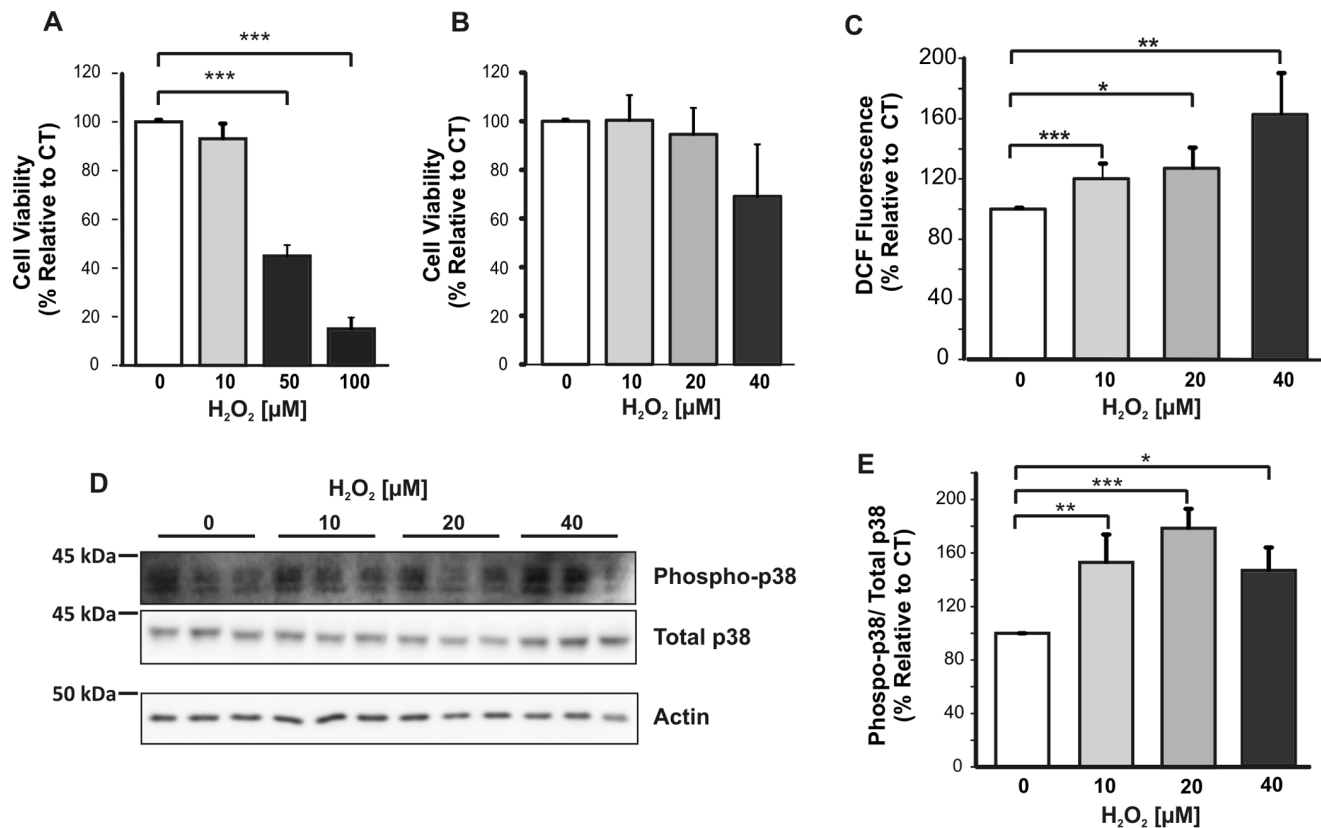 A
***
***
120
100
80
60
40
20
0
Cell Viability
(% Relative to CT)
0 10 50 100
H₂O₂ [µM]
B
120
100
80
60
40
20
0
Cell Viability
(% Relative to CT)
0 10 20 40
H₂O₂ [µM]
C
**
*
***
200
160
120
80
40
0
DCF Fluorescence
(% Relative to CT)
0 10 20 40
H₂O₂ [µM]
D
H₂O₂ [µM]
0 10 20 40
45 kDa
Phospho-p38
45 kDa
Total p38
50 kDa
Actin
E
*
***
**
200
160
120
80
40
0
Phospo-p38/ Total p38
(% Relative to CT)
0 10 20 40
H₂O₂ [µM]